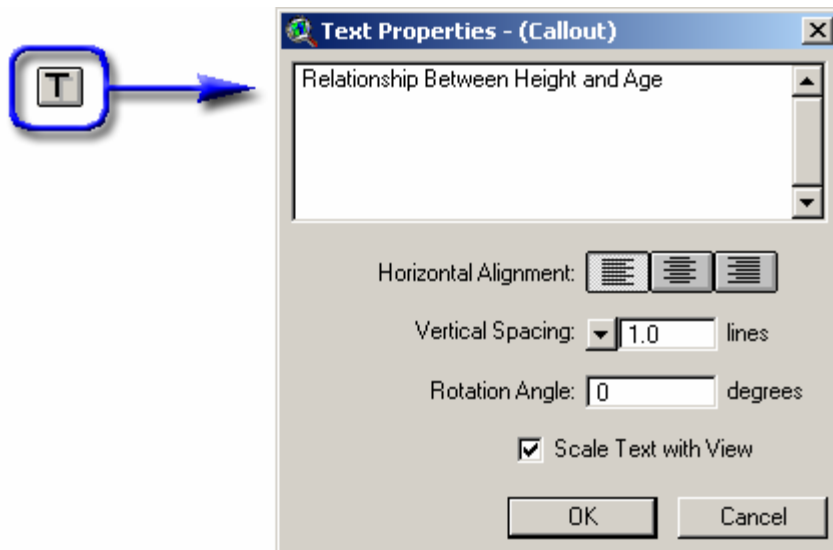 T
Text Properties - (Callout)
Relationship Between Height and Age
Horizontal Alignment:
Vertical Spacing: 1.0 lines
Rotation Angle: 0 degrees
Scale Text with View
OK Cancel